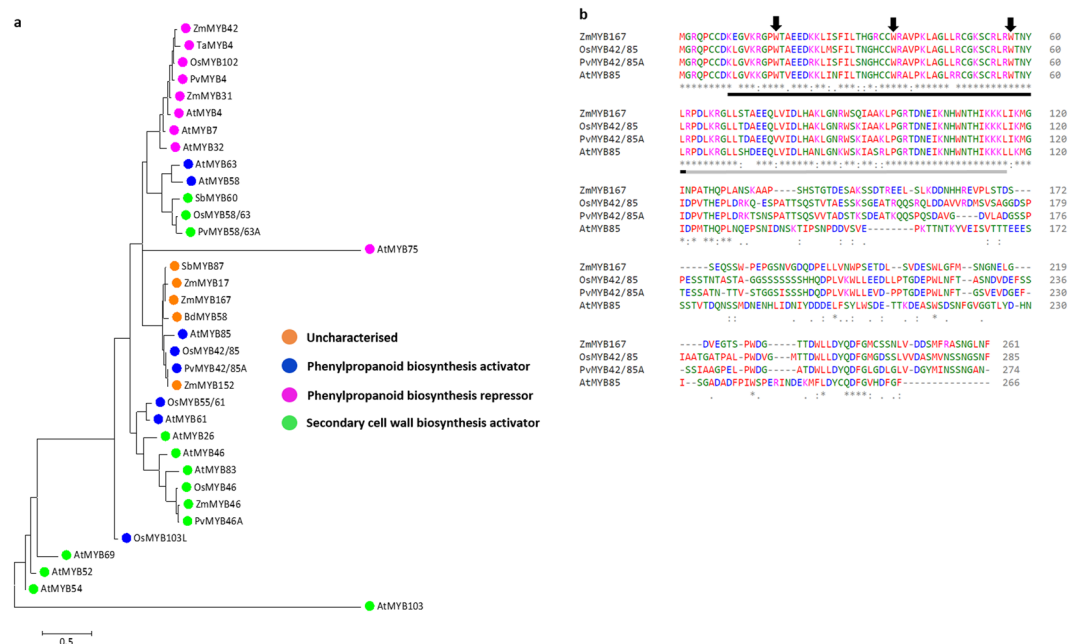 a
ZmMYB42
TaMYB4
OsMYB102
PvMYB4
ZmMYB31
AtMYB4
AtMYB7
AtMYB32
AtMYB63
AtMYB58
SbMYB60
OsMYB58/63
PvMYB58/63A
AtMYB75
SbMYB87
ZmMYB17
ZmMYB167
BdMYB58
AtMYB85
OsMYB42/85
PvMYB42/85A
ZmMYB152
OsMYB55/61
AtMYB61
AtMYB26
AtMYB46
AtMYB83
OsMYB46
ZmMYB46
PvMYB46A
OsMYB103L
AtMYB69
AtMYB52
AtMYB54
AtMYB103
0.5
Uncharacterised
Phenylpropanoid biosynthesis activator
Phenylpropanoid biosynthesis repressor
Secondary cell wall biosynthesis activator
b
ZmMYB167 MGRQPCCDKEGVKRGPWTAEEDKKLISFILTHGRCCWRAVPKLAGLLRCGKSCRLRWTNY 60
OsMYB42/85 MGRQPCCDKLGVKRGPWTAEEDKKLMSFILTNGHCCWRAVPKLAGLLRCGKSCRLRWTNY 60
PvMYB42/85A MGRQPCCDKLGVKRGPWTAEEDKKLISFILSNGHCCWRAVPKLAGLLRCGKSCRLRWTNY 60
AtMYB85 MGRQPCCDKLGVKKGPWTVEEDKKLINFILTNGHCCWRAVPKLAGLRRCGKSCRLRWTNY 60
ZmMYB167 LRPDLKRGLLSTAEEQLVIDLHAKLGNRWSQIAAKLPGRTDNEIKNHWNTHIKKKLIKMG 120
OsMYB42/85 LRPDLKRGLLTDAEEQLVIDLHAKLGNRWSKIAAKLPGRTDNEIKNHWNTHIKKKLIKMG 120
PvMYB42/85A LRPDLKRGLLTDAEEQVVIDLHAKLGNRWSKIAAKLPGRTDNEIKNHWNTHIKKKLIKMG 120
AtMYB85 LRPDLKRGLLSHDEEQLVIDLHANLGNKWSKIASRLPGRTDNEIKNHWNTHIKKKLLKMG 120
ZmMYB167 INPATHQPLANSKAAP----SHSTGTDESAKSSDTREEL-SLKDDNHHREVPLSTDS--- 172
OsMYB42/85 IDPVTHEPLDRKQ-ESPATTSQSTVTAESSKSGEATRQQSRQLDDAVVRDMSVSAGGDSP 179
PvMYB42/85A IDPVTHEPLDRKTSNSPATTSQSVVTADSTKSDEATKQQSPQSDAVG----DVLADGSSP 176
AtMYB85 IDPMTHQPLNQEPSNIDNSKTIPSNPDDVSVE--------PKTTNTKYVEISVTTTEEES 172
ZmMYB167 -----SEQSSW-PEPGSNVGDQDPELLVNWPSETDL--SVDESWLGFM--SNGNELG--- 219
OsMYB42/85 PESSTNTASTA-GGSSSSSSSHHQDPLVKWLLEEDLLPTGDEPWLNFTASNDVDEFSS 236
PvMYB42/85A TESSATN-TTV-STGGSISSSHDQDPLVKWLLEVD-PPTGDEPWLNFT-GSVEVDGEF- 230
AtMYB85 SSTVTDQNSSMDNENHLIDNIYDDDELFSYLWSDE-TTKDEASWSDSNFGVGGTLYD-HN 230
ZmMYB167 ----DVEGTS-PWDG----TTDWLLDYQDFGMCSSNLV-DDSMFRASNGLNF 261
OsMYB42/85 IAATGATPAL-PWDVG---MTTDWLLDYQDFGMGDSSLVVDASMVNSSNGSNF 285
PvMYB42/85A -SSIAAGPEL-PWDG----ATDWLLDYQDFGLGDLGLV-DGYMINSSNGAN- 274
AtMYB85 I--SGADADFPIWSPERINDEKMFLDYCQDFGVHDFGF-------------- 266